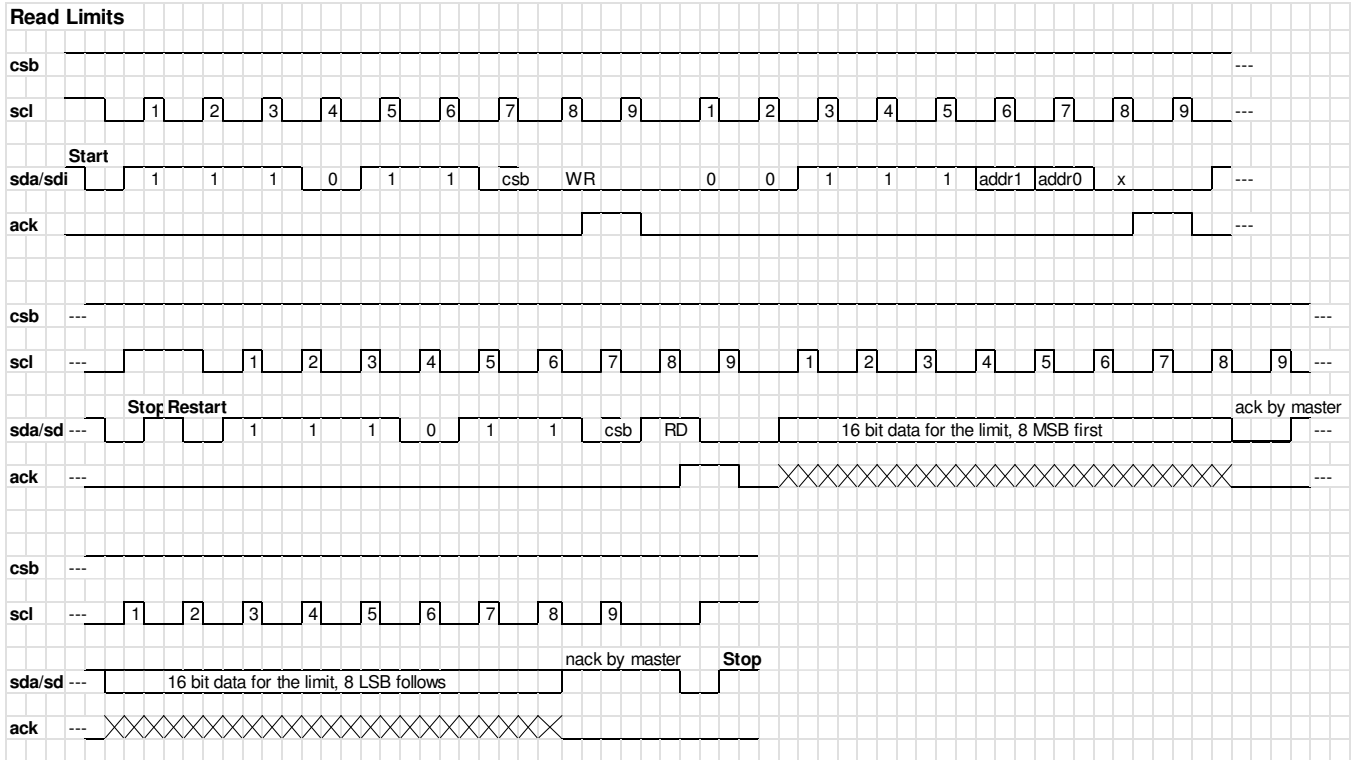 Read Limits
csb ---
scl 1 2 3 4 5 6 7 8 9 1 2 3 4 5 6 7 8 9 ---
Start
sda/sdi 1 1 1 0 1 1 csb WR 0 0 1 1 1 addr1 addr0 x ---
ack ---
csb --- ---
scl --- 1 2 3 4 5 6 7 8 9 1 2 3 4 5 6 7 8 9 ---
Stop Restart ack by master
sda/sd --- 1 1 1 0 1 1 csb RD 16 bit data for the limit, 8 MSB first ---
ack --- ---
csb ---
scl --- 1 2 3 4 5 6 7 8 9
nack by master Stop
sda/sd --- 16 bit data for the limit, 8 LSB follows
ack ---